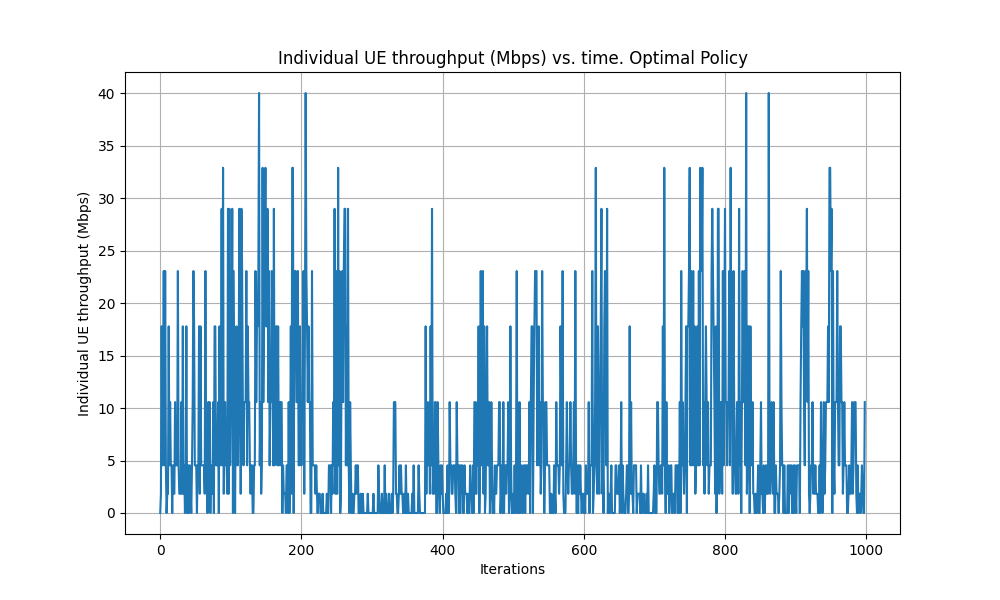 Individual UE throughput (Mbps) vs. time. Optimal Policy
Individual UE throughput (Mbps)
40
35
30
25
20
15
10
5
0
0 200 400 600 800 1000
Iterations